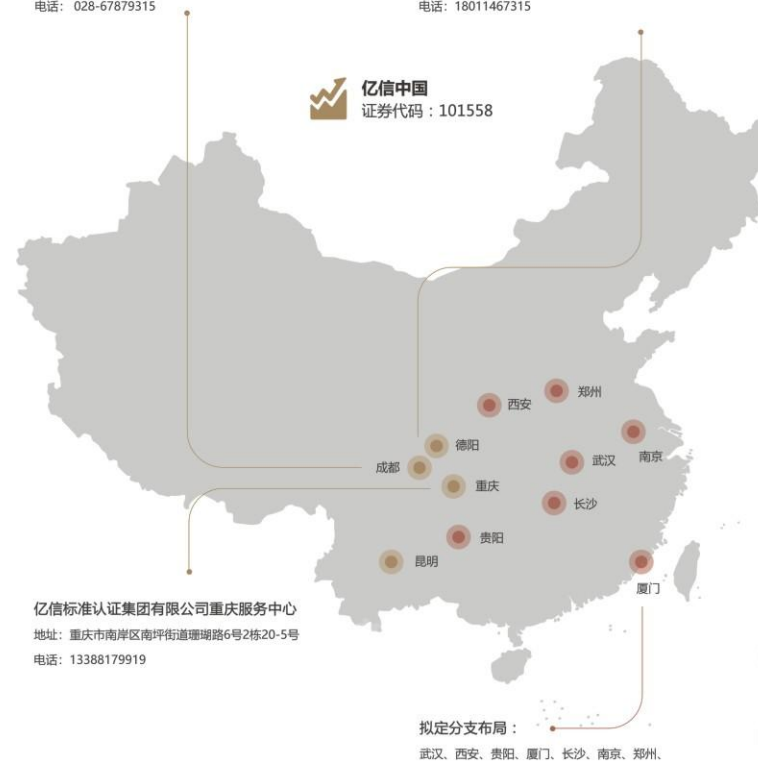 电话： 028-67879315
电话：18011467315
亿信中国
证券代码：101558
西安
郑州
德阳
成都
武汉
南京
重庆
长沙
贵阳
昆明
厦门
亿信标准认证集团有限公司重庆服务中心
地址：重庆市南岸区南坪街道珊瑚路6号2栋20-5号
电话：13388179919
拟定分支布局：
武汉、西安、贵阳、厦门、长沙、南京、郑州、